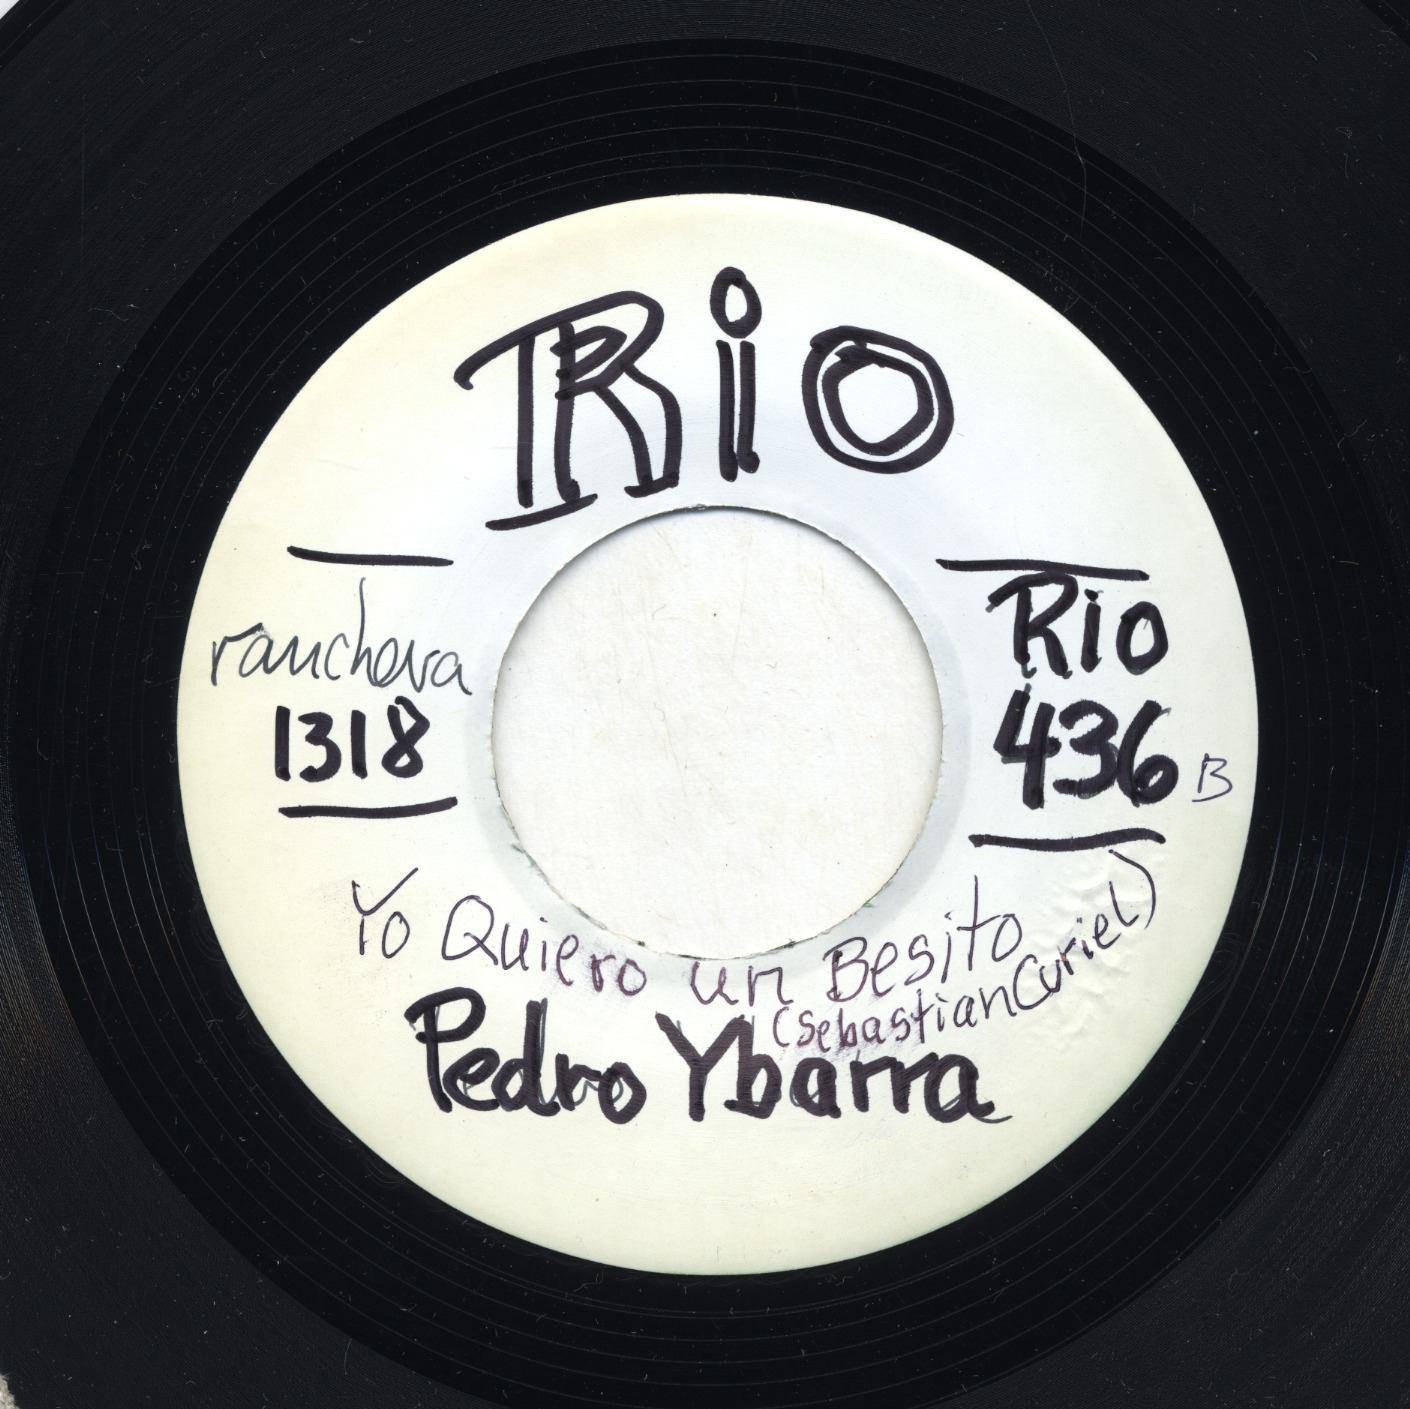 Rio
ranchera
1318
Rio
436 B
Yo Quiero un Besito
(Sebastian Curiel)
Pedro Ybarra